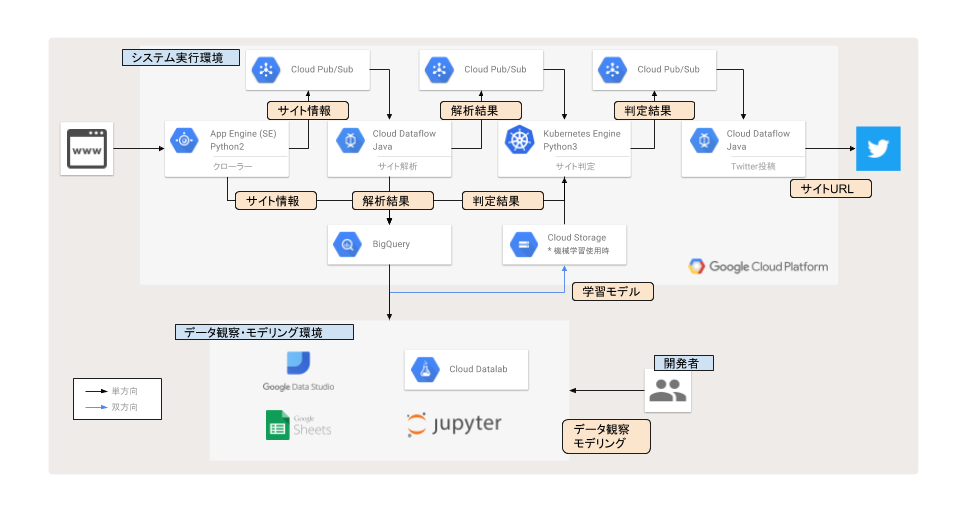 システム実行環境
Cloud Pub/Sub
Cloud Pub/Sub
Cloud Pub/Sub
サイト情報
解析結果
判定結果
www
App Engine (SE)
Python2
クローラー
Cloud Dataflow
Java
サイト解析
Kubernetes Engine
Python3
サイト判定
Cloud Dataflow
Java
Twitter投稿
サイトURL
サイト情報
解析結果
判定結果
BigQuery
Cloud Storage
* 機械学習使用時
Google Cloud Platform
学習モデル
データ観察・モデリング環境
Google Data Studio
Cloud Datalab
開発者
単方向
双方向
Google
Sheets
jupyter
データ観察
モデリング